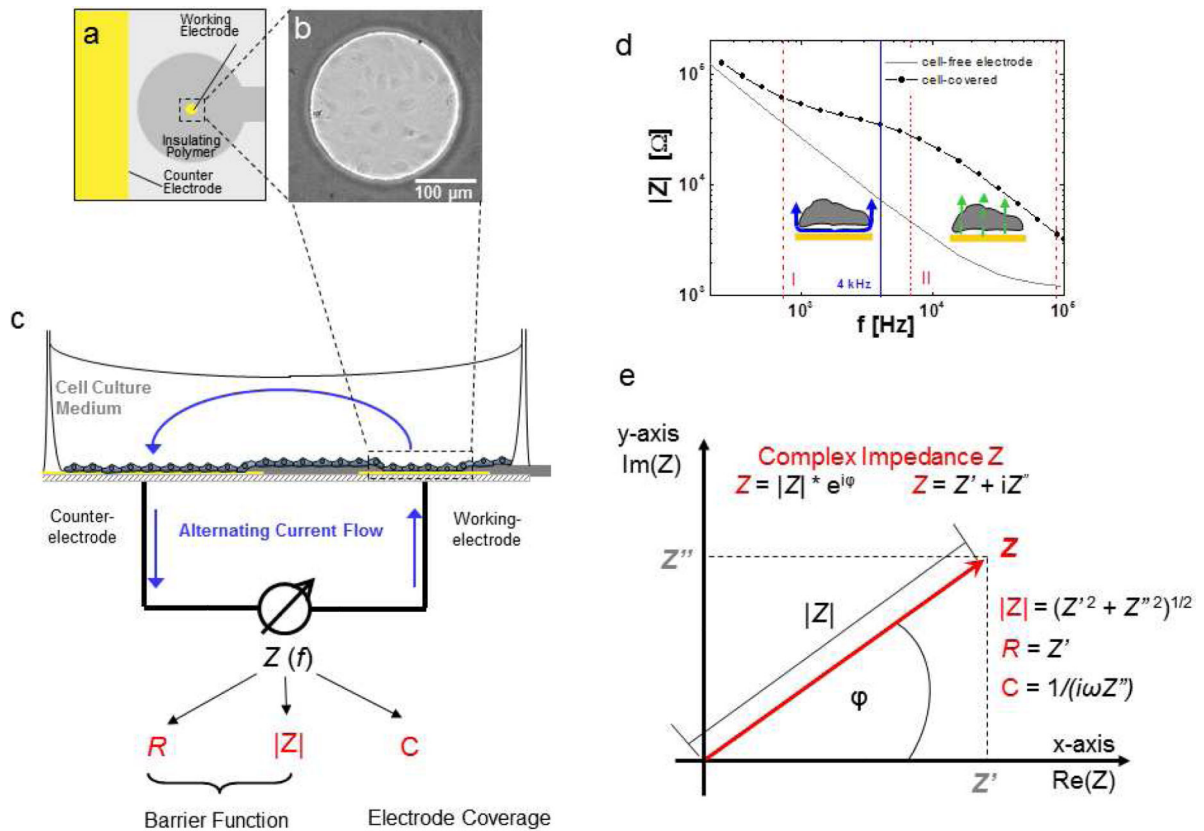 a
Working
Electrode
Insulating
Polymer
Counter
Electrode
b
100 µm
c
Cell Culture
Medium
Counter-
electrode
Alternating Current Flow
Working-
electrode
Z (f)
R |Z| C
Barrier Function Electrode Coverage
d
cell-free electrode
cell-covered
|Z| [Ω]
10⁵
10⁴
10³
I 4 kHz II
10³ 10⁴ 10⁵
f [Hz]
e
y-axis
Im(Z)
Complex Impedance Z
Z = |Z| * e^iφ Z = Z' + iZ''
Z''
Z
|Z|
|Z| = (Z'² + Z''²)^1/2
R = Z'
C = 1/(iωZ'')
φ
x-axis
Z'
Re(Z)